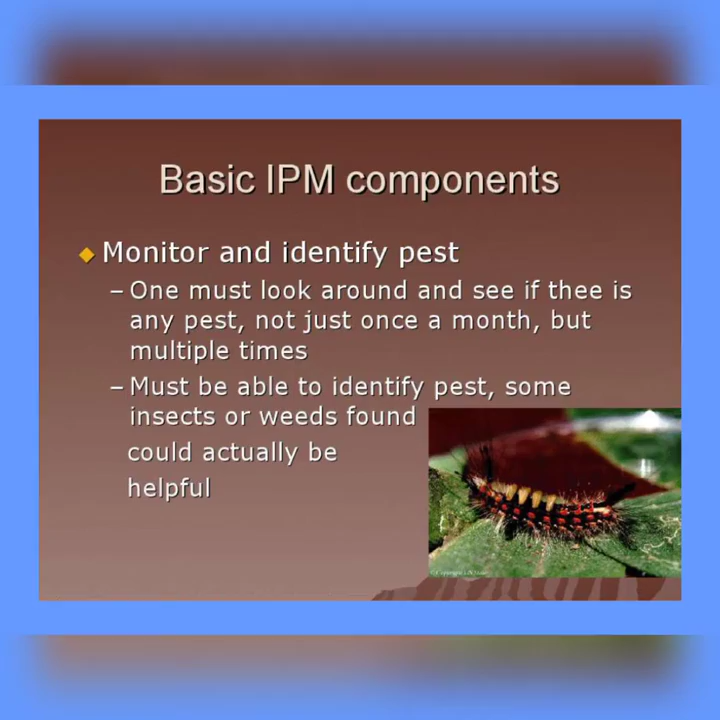 Basic IPM components
Monitor and identify pest
– One must look around and see if thee is
any pest, not just once a month, but
multiple times
– Must be able to identify pest, some
insects or weeds found
could actually be
helpful